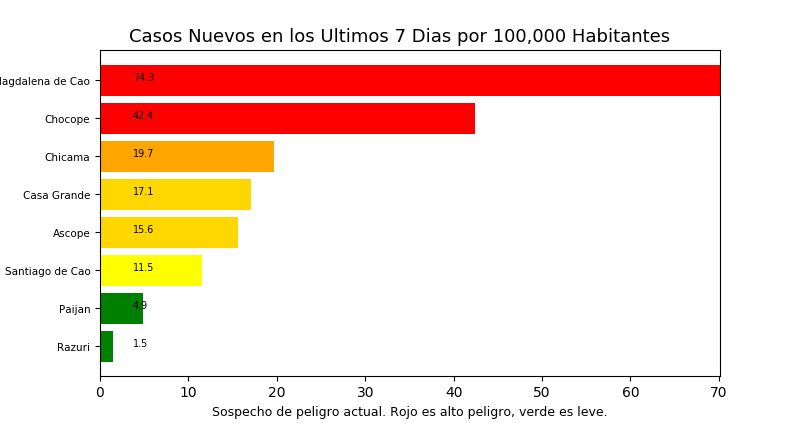 Casos Nuevos en los Ultimos 7 Dias por 100,000 Habitantes
agdalena de Cao 74.3
Chocope 42.4
Chicama 19.7
Casa Grande 17.1
Ascope 15.6
Santiago de Cao 11.5
Paijan 4.9
Razuri 1.5
0 10 20 30 40 50 60 70
Sospecho de peligro actual. Rojo es alto peligro, verde es leve.